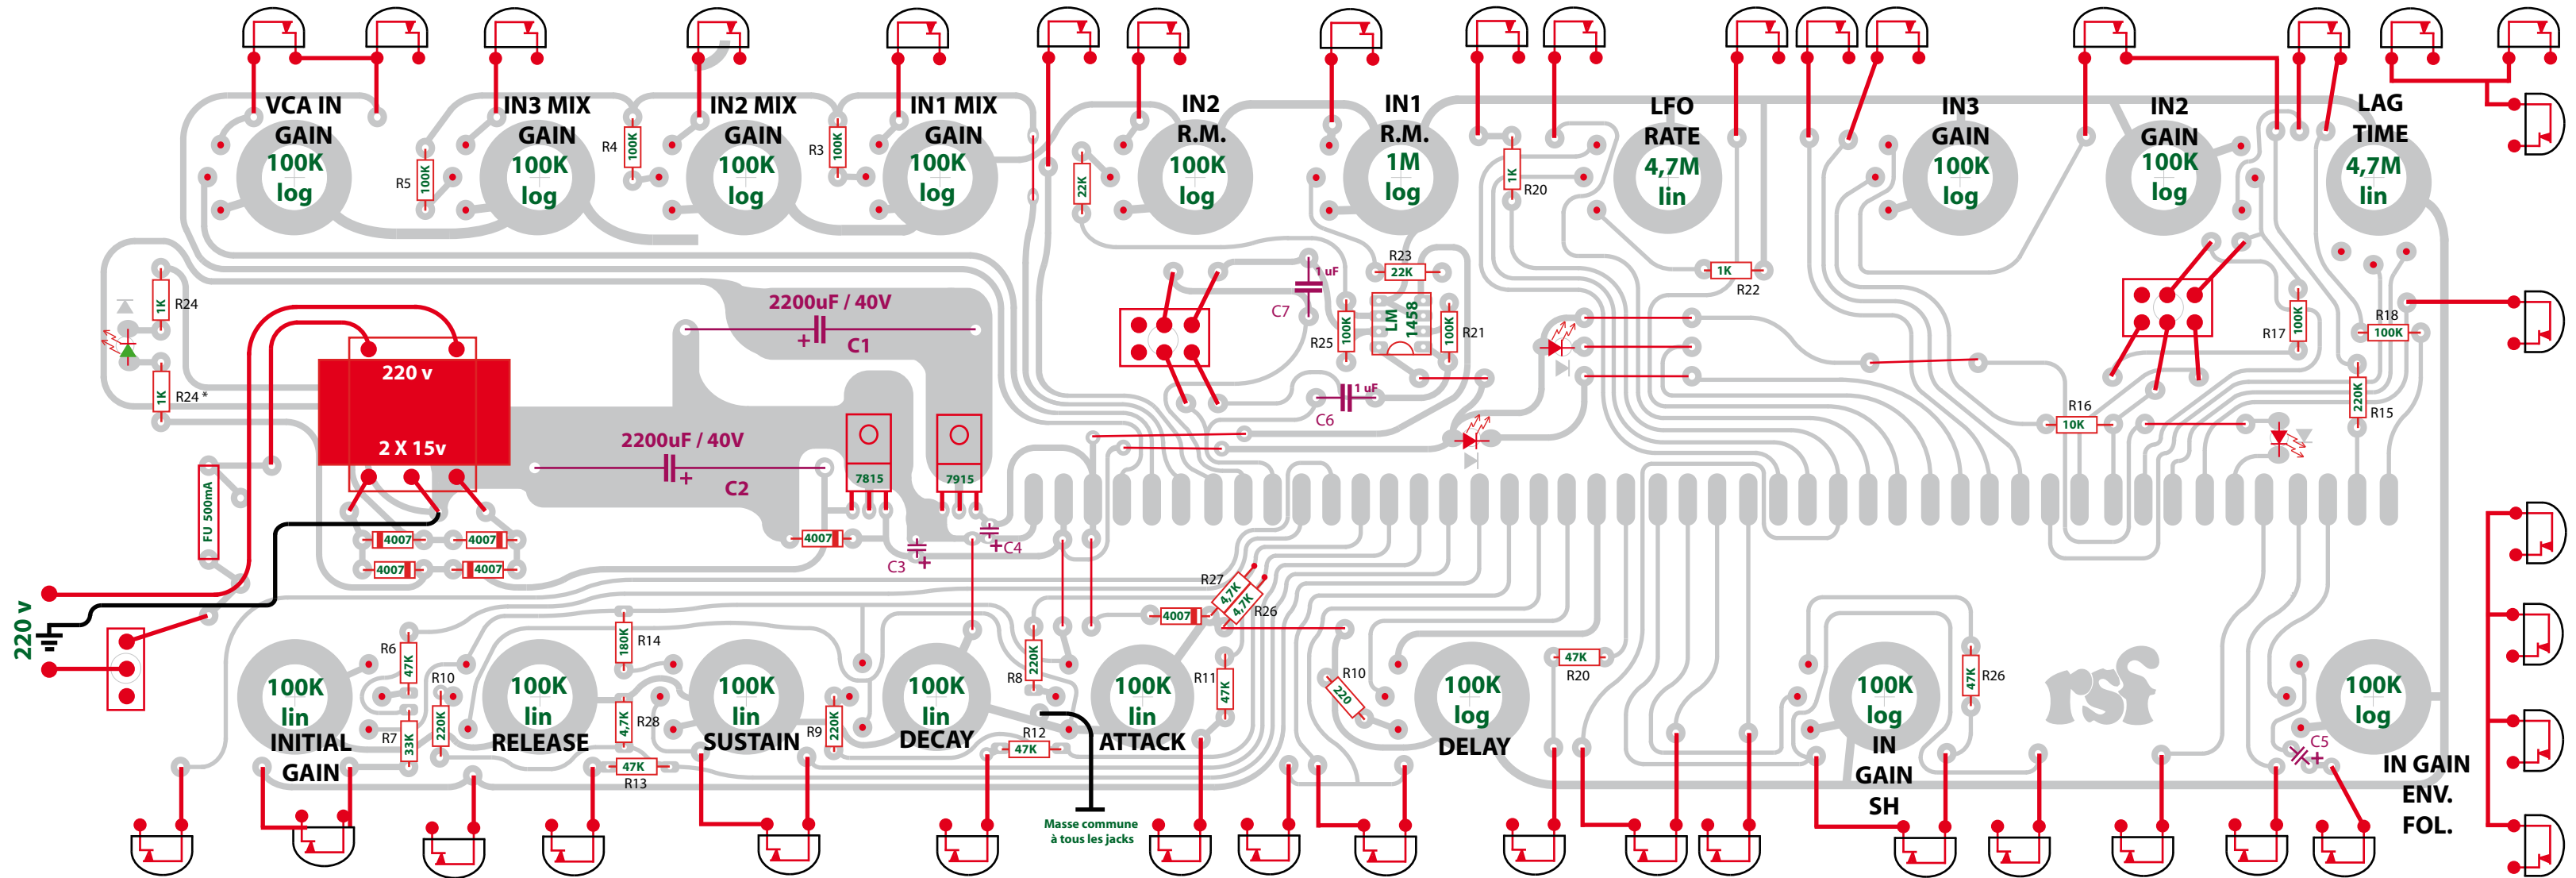 VCA IN
GAIN
100K
log
IN3 MIX
GAIN
100K
log
IN2 MIX
GAIN
100K
log
IN1 MIX
GAIN
100K
log
IN2
R.M.
100K
log
IN1
R.M.
1M
log
LFO
RATE
4,7M
lin
IN3
GAIN
100K
log
IN2
GAIN
100K
log
LAG
TIME
4,7M
lin
R5
100K
R4
100K
R3
100K
22K
1K
R20
R24
1K
R24 *
1K
220 v
2 X 15v
2200uF / 40V
+
C1
2200uF / 40V
+
C2
7815
7915
C7
1 uF
R23
22K
R25
100K
LM
1458
100K
R21
C6
1 uF
1K
R22
R17
100K
R18
100K
R16
10K
220K
R15
FU 500mA
4007
4007
4007
4007
4007
C3
+
C4
+
4007
R27
4,7K
4,7K
R26
220 v
100K
lin
INITIAL
GAIN
R6
47K
R7
33K
R10
220K
100K
lin
RELEASE
180K
R14
4,7K
R28
47K
R13
100K
lin
SUSTAIN
R9
220K
100K
lin
DECAY
R8
220K
R12
47K
100K
lin
ATTACK
Masse commune
à tous les jacks
R11
47K
R10
220
100K
log
DELAY
47K
R20
100K
log
IN
GAIN
SH
47K
R26
rsf
100K
log
C5
+
IN GAIN
ENV.
FOL.